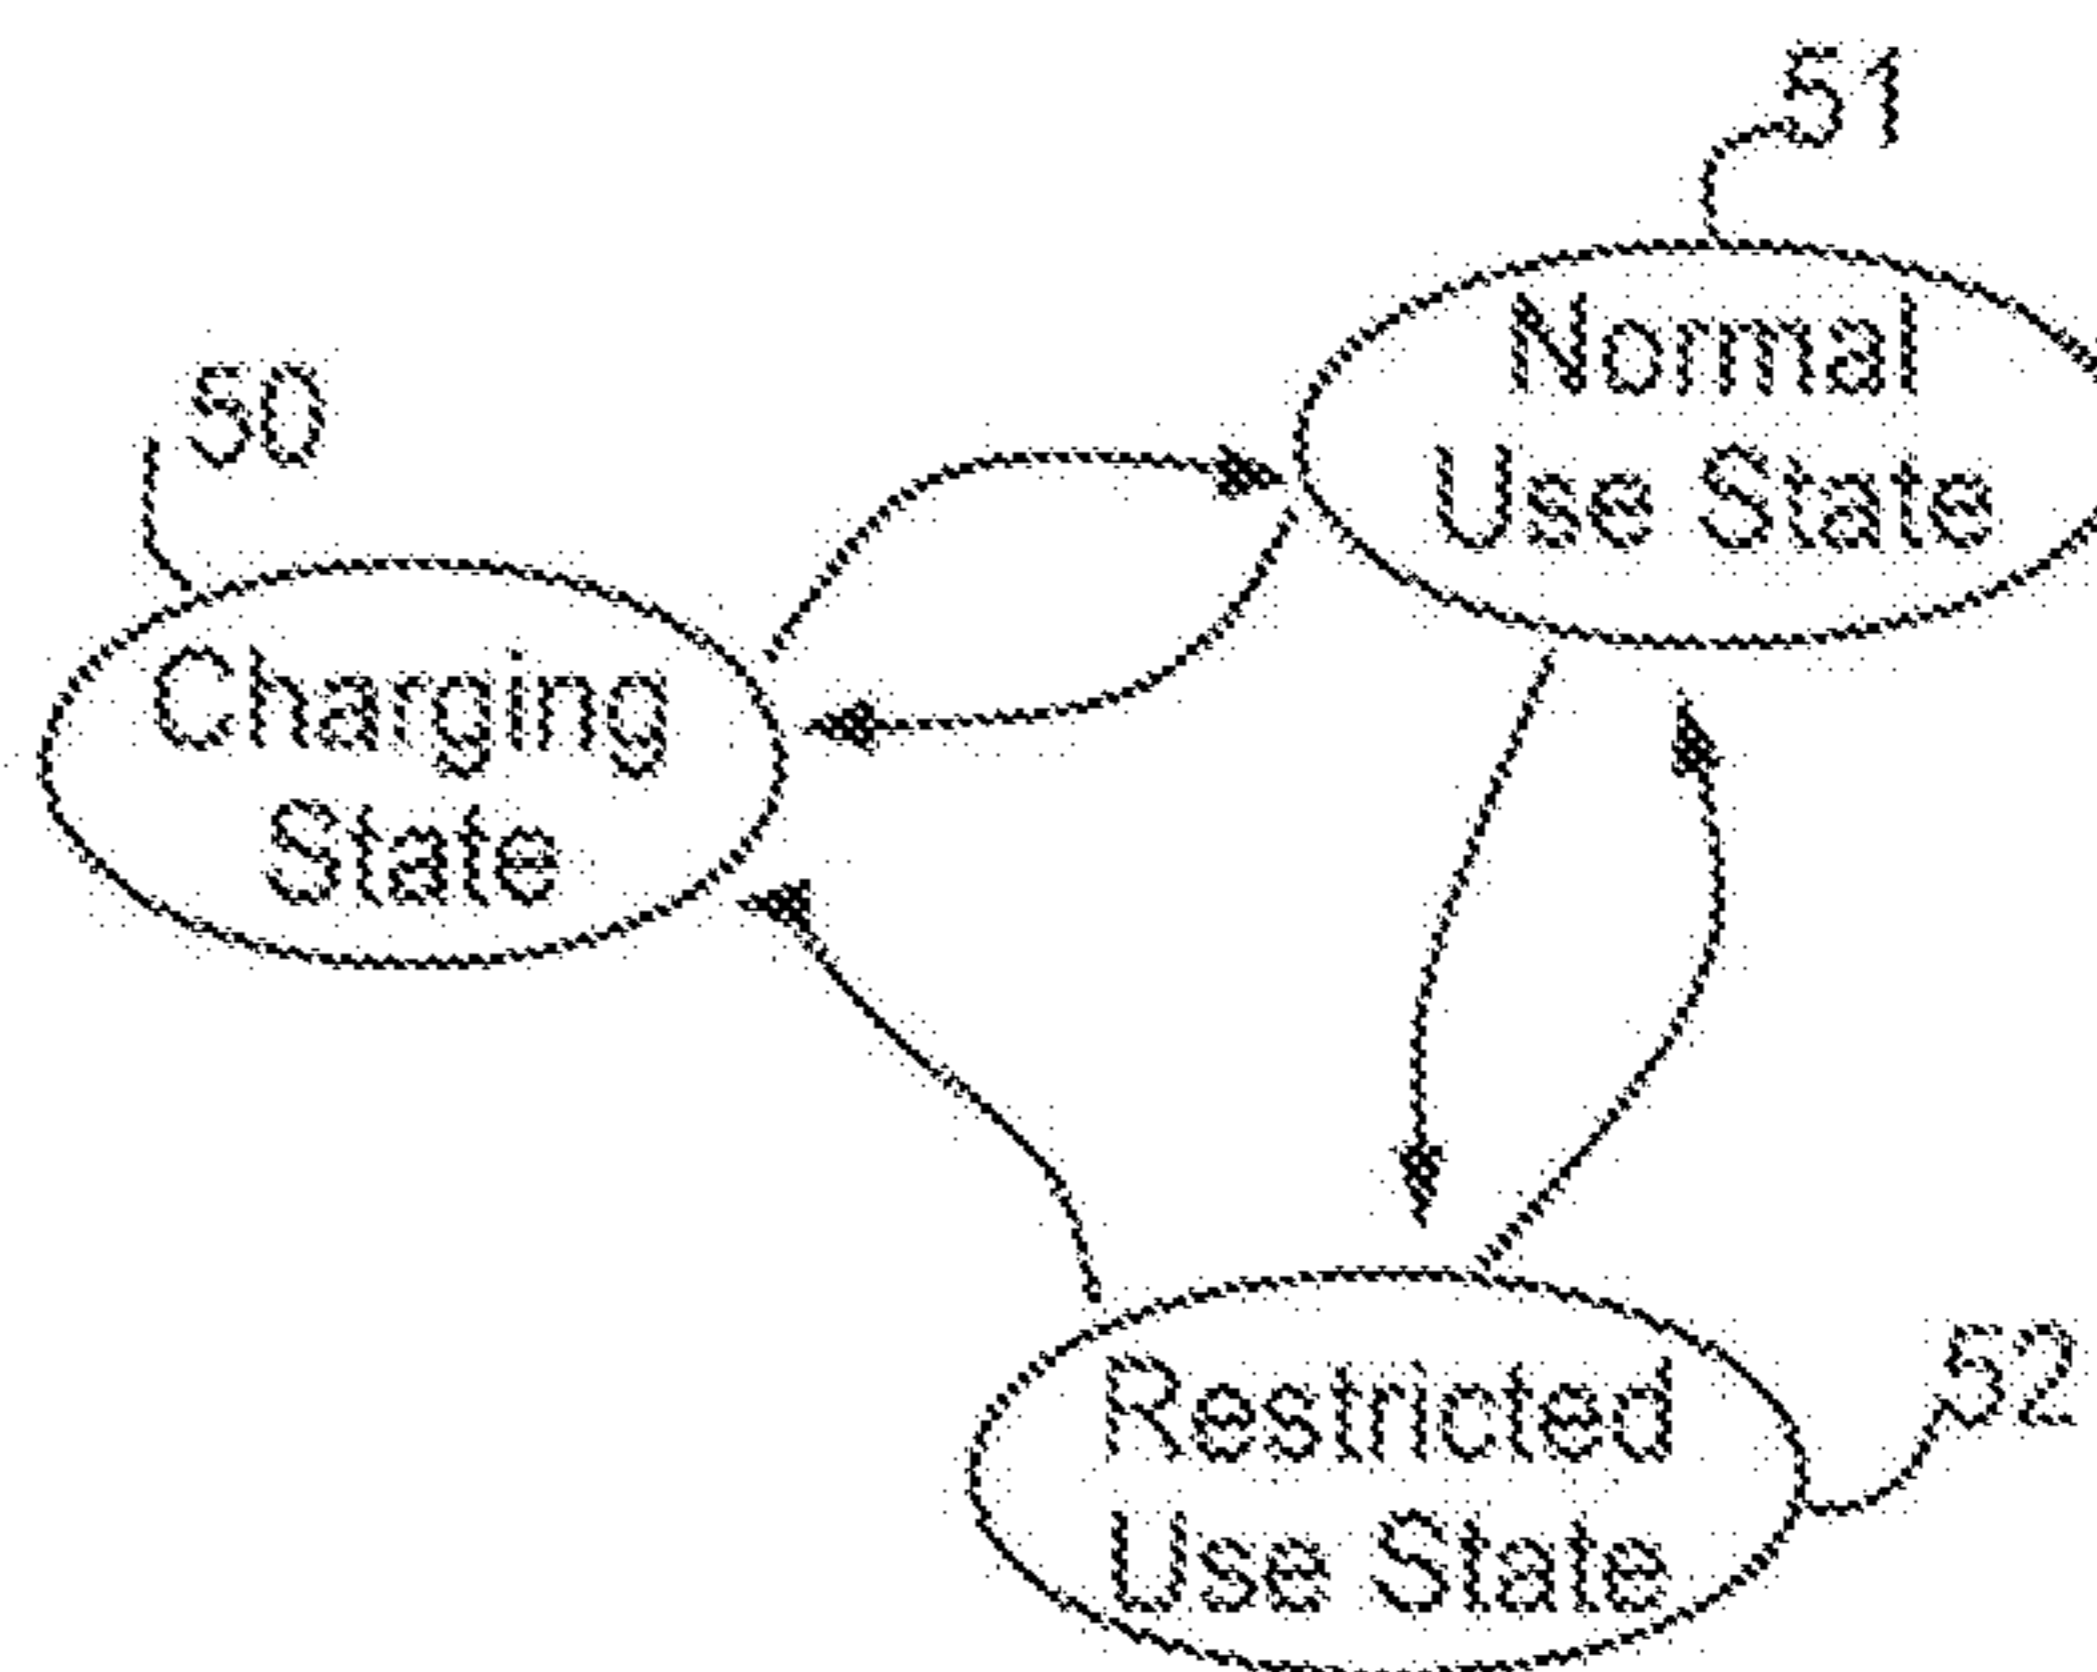 51
Normal
Use State
50
Charging
State
52
Restricted
Use State